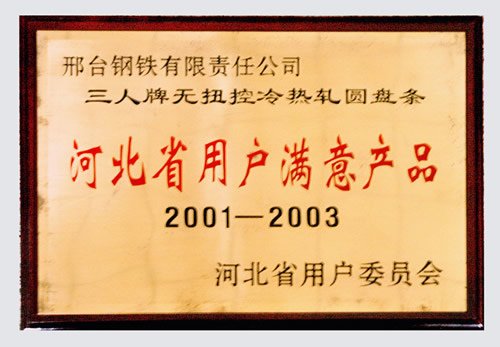 邢台钢铁有限责任公司
三人牌无扭控冷热轧圆盘条
河北省用户满意产品
2001—2003
河北省用户委员会